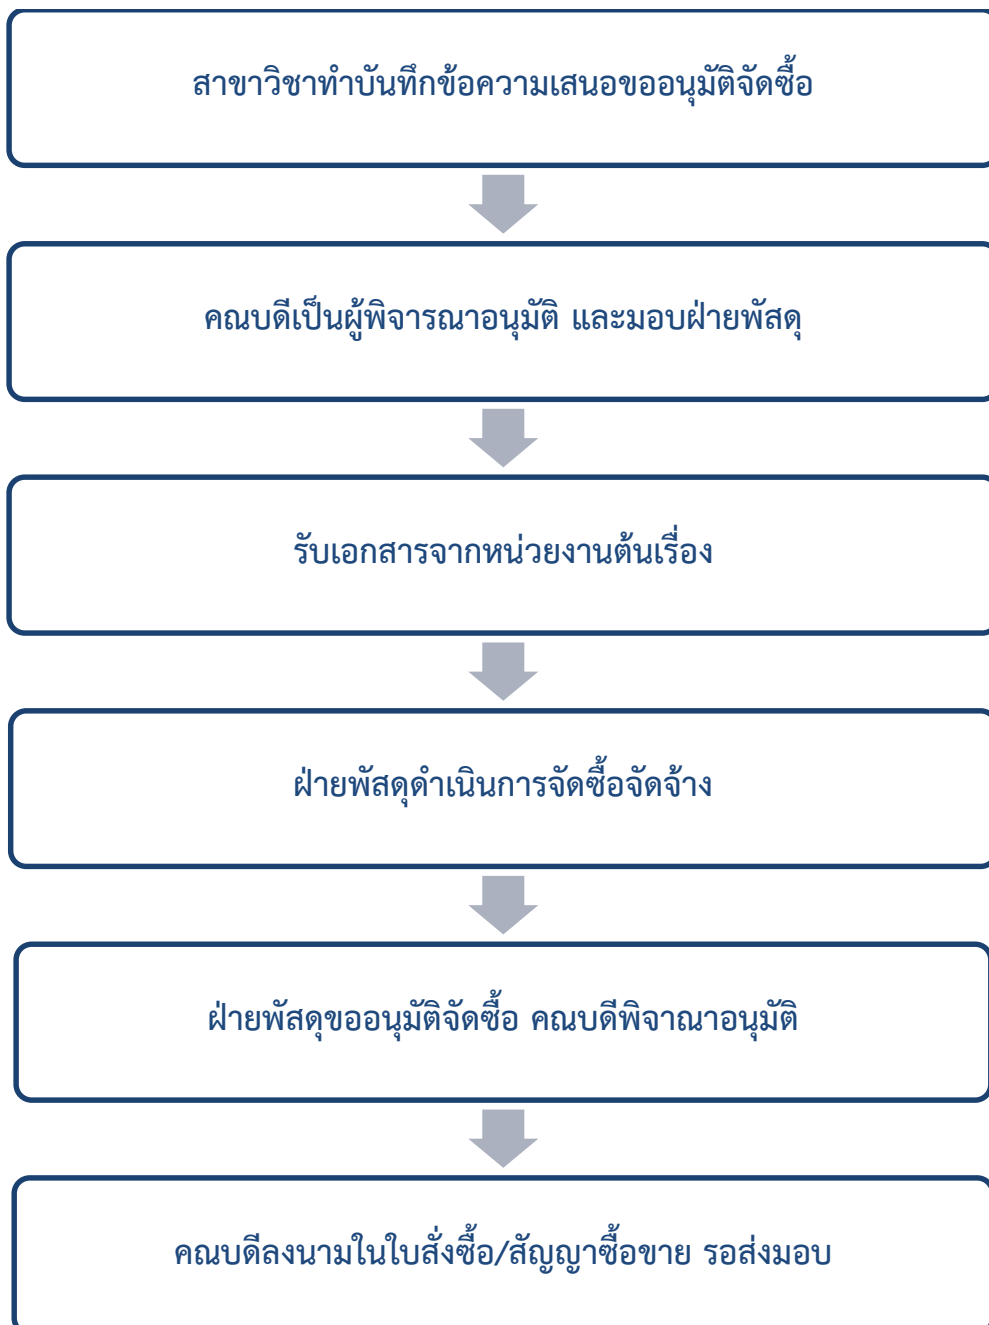 สาขาวิชาทำบันทึกข้อความเสนอขออนุมัติจัดซื้อ
คณบดีเป็นผู้พิจารณาอนุมัติ และมอบฝ่ายพัสดุ
รับเอกสารจากหน่วยงานต้นเรื่อง
ฝ่ายพัสดุดำเนินการจัดซื้อจัดจ้าง
ฝ่ายพัสดุขออนุมัติจัดซื้อ คณบดีพิจาณาอนุมัติ
คณบดีลงนามในใบสั่งซื้อ/สัญญาซื้อขาย รอส่งมอบ